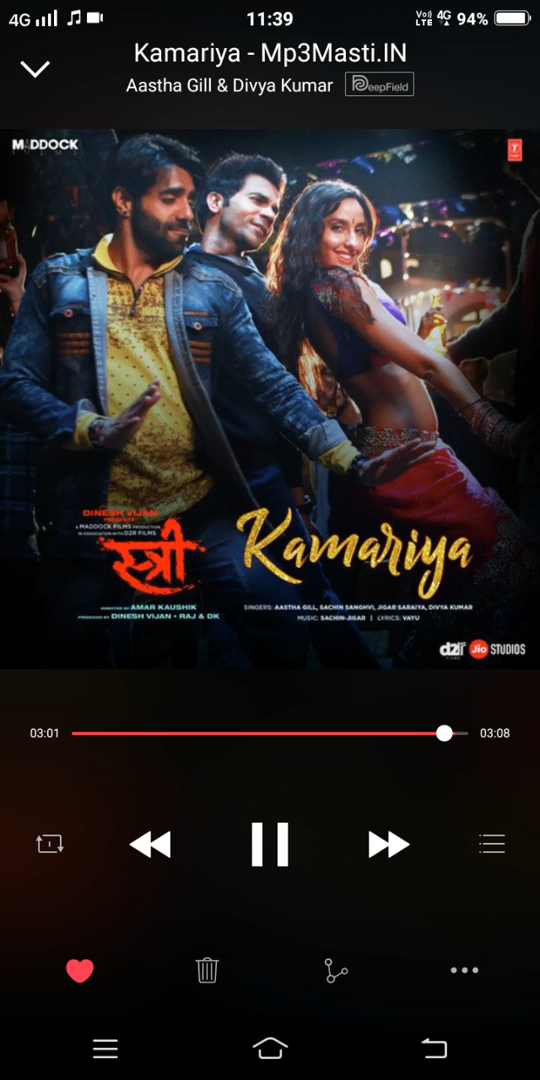 4G 11:39 Vo)) LTE 4G 94%
Kamariya - Mp3Masti.IN
Aastha Gill & Divya Kumar DeepField
MADDOCK
FILMS
T
DINESH VIJAN
PRESENTS
A MADDOCK FILMS PRODUCTION
IN ASSOCIATION WITH D2R FILMS
स्त्री
Kamariya
DIRECTED BY AMAR KAUSHIK
PRODUCED BY DINESH VIJAN • RAJ & DK
SINGERS: AASTHA GILL, SACHIN SANGHVI, JIGAR SARAIYA, DIVYA KUMAR
MUSIC: SACHIN-JIGAR | LYRICS: VAYU
d2r FILMS Jio STUDIOS
03:01 03:08
1